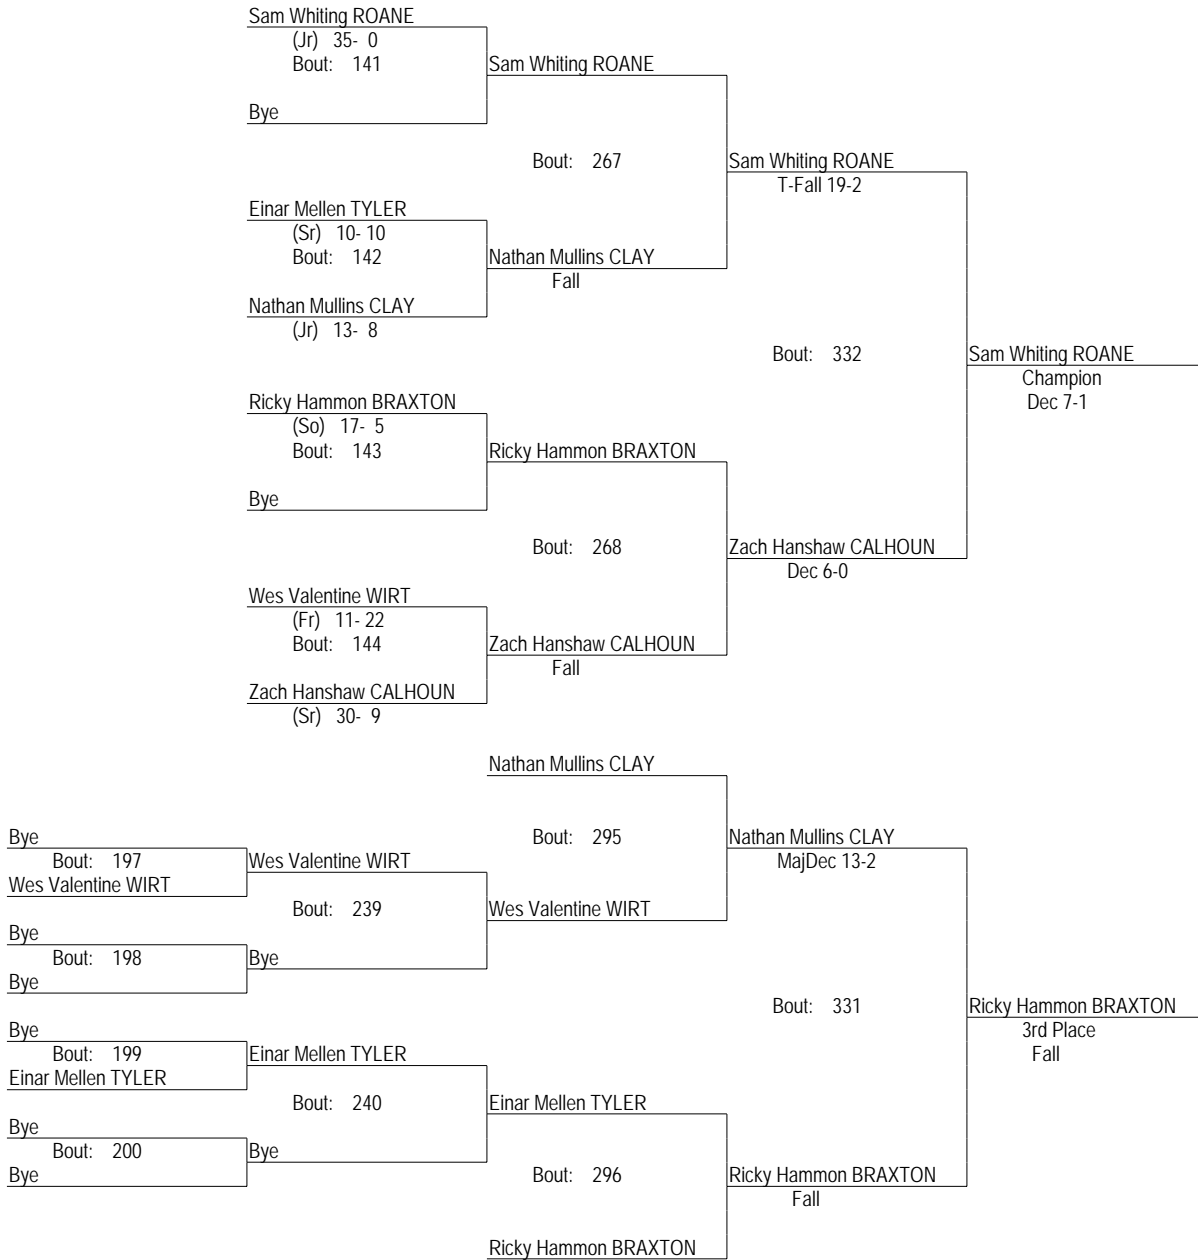 Sam Whiting ROANE
(Jr) 35- 0
Bout: 141
Sam Whiting ROANE
Bye
Bout: 267
Sam Whiting ROANE
T-Fall 19-2
Einar Mellen TYLER
(Sr) 10- 10
Bout: 142
Nathan Mullins CLAY
Fall
Nathan Mullins CLAY
(Jr) 13- 8
Bout: 332
Sam Whiting ROANE
Champion
Dec 7-1
Ricky Hammon BRAXTON
(So) 17- 5
Bout: 143
Ricky Hammon BRAXTON
Bye
Bout: 268
Zach Hanshaw CALHOUN
Dec 6-0
Wes Valentine WIRT
(Fr) 11- 22
Bout: 144
Zach Hanshaw CALHOUN
Fall
Zach Hanshaw CALHOUN
(Sr) 30- 9
Nathan Mullins CLAY
Bye
Bout: 295
Nathan Mullins CLAY
MajDec 13-2
Bout: 197
Wes Valentine WIRT
Wes Valentine WIRT
Bout: 239
Wes Valentine WIRT
Bye
Bout: 198
Bye
Bye
Bout: 331
Ricky Hammon BRAXTON
3rd Place
Fall
Bye
Bout: 199
Einar Mellen TYLER
Einar Mellen TYLER
Bout: 240
Einar Mellen TYLER
Bye
Bout: 200
Bye
Bye
Bout: 296
Ricky Hammon BRAXTON
Fall
Ricky Hammon BRAXTON